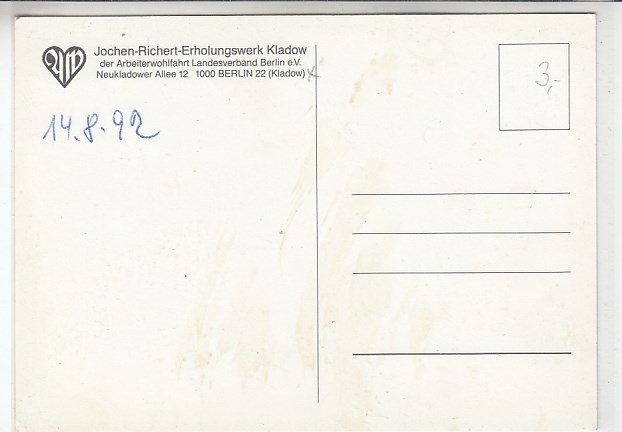 Jochen-Richert-Erholungswerk Kladow
der Arbeiterwohlfahrt Landesverband Berlin e.V.
Neukladower Allee 12 1000 BERLIN 22 (Kladow)
3,-
14.8.92